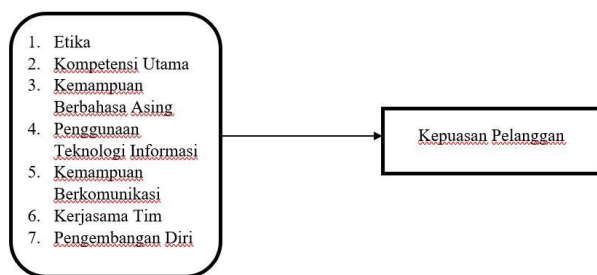 1. Etika
2. Kompetensi Utama
3. Kemampuan
Berbahasa Asing
4. Penggunaan
Teknologi Informasi
5. Kemampuan
Berkomunikasi
6. Kerjasama Tim
7. Pengembangan Diri
Kepuasan Pelanggan